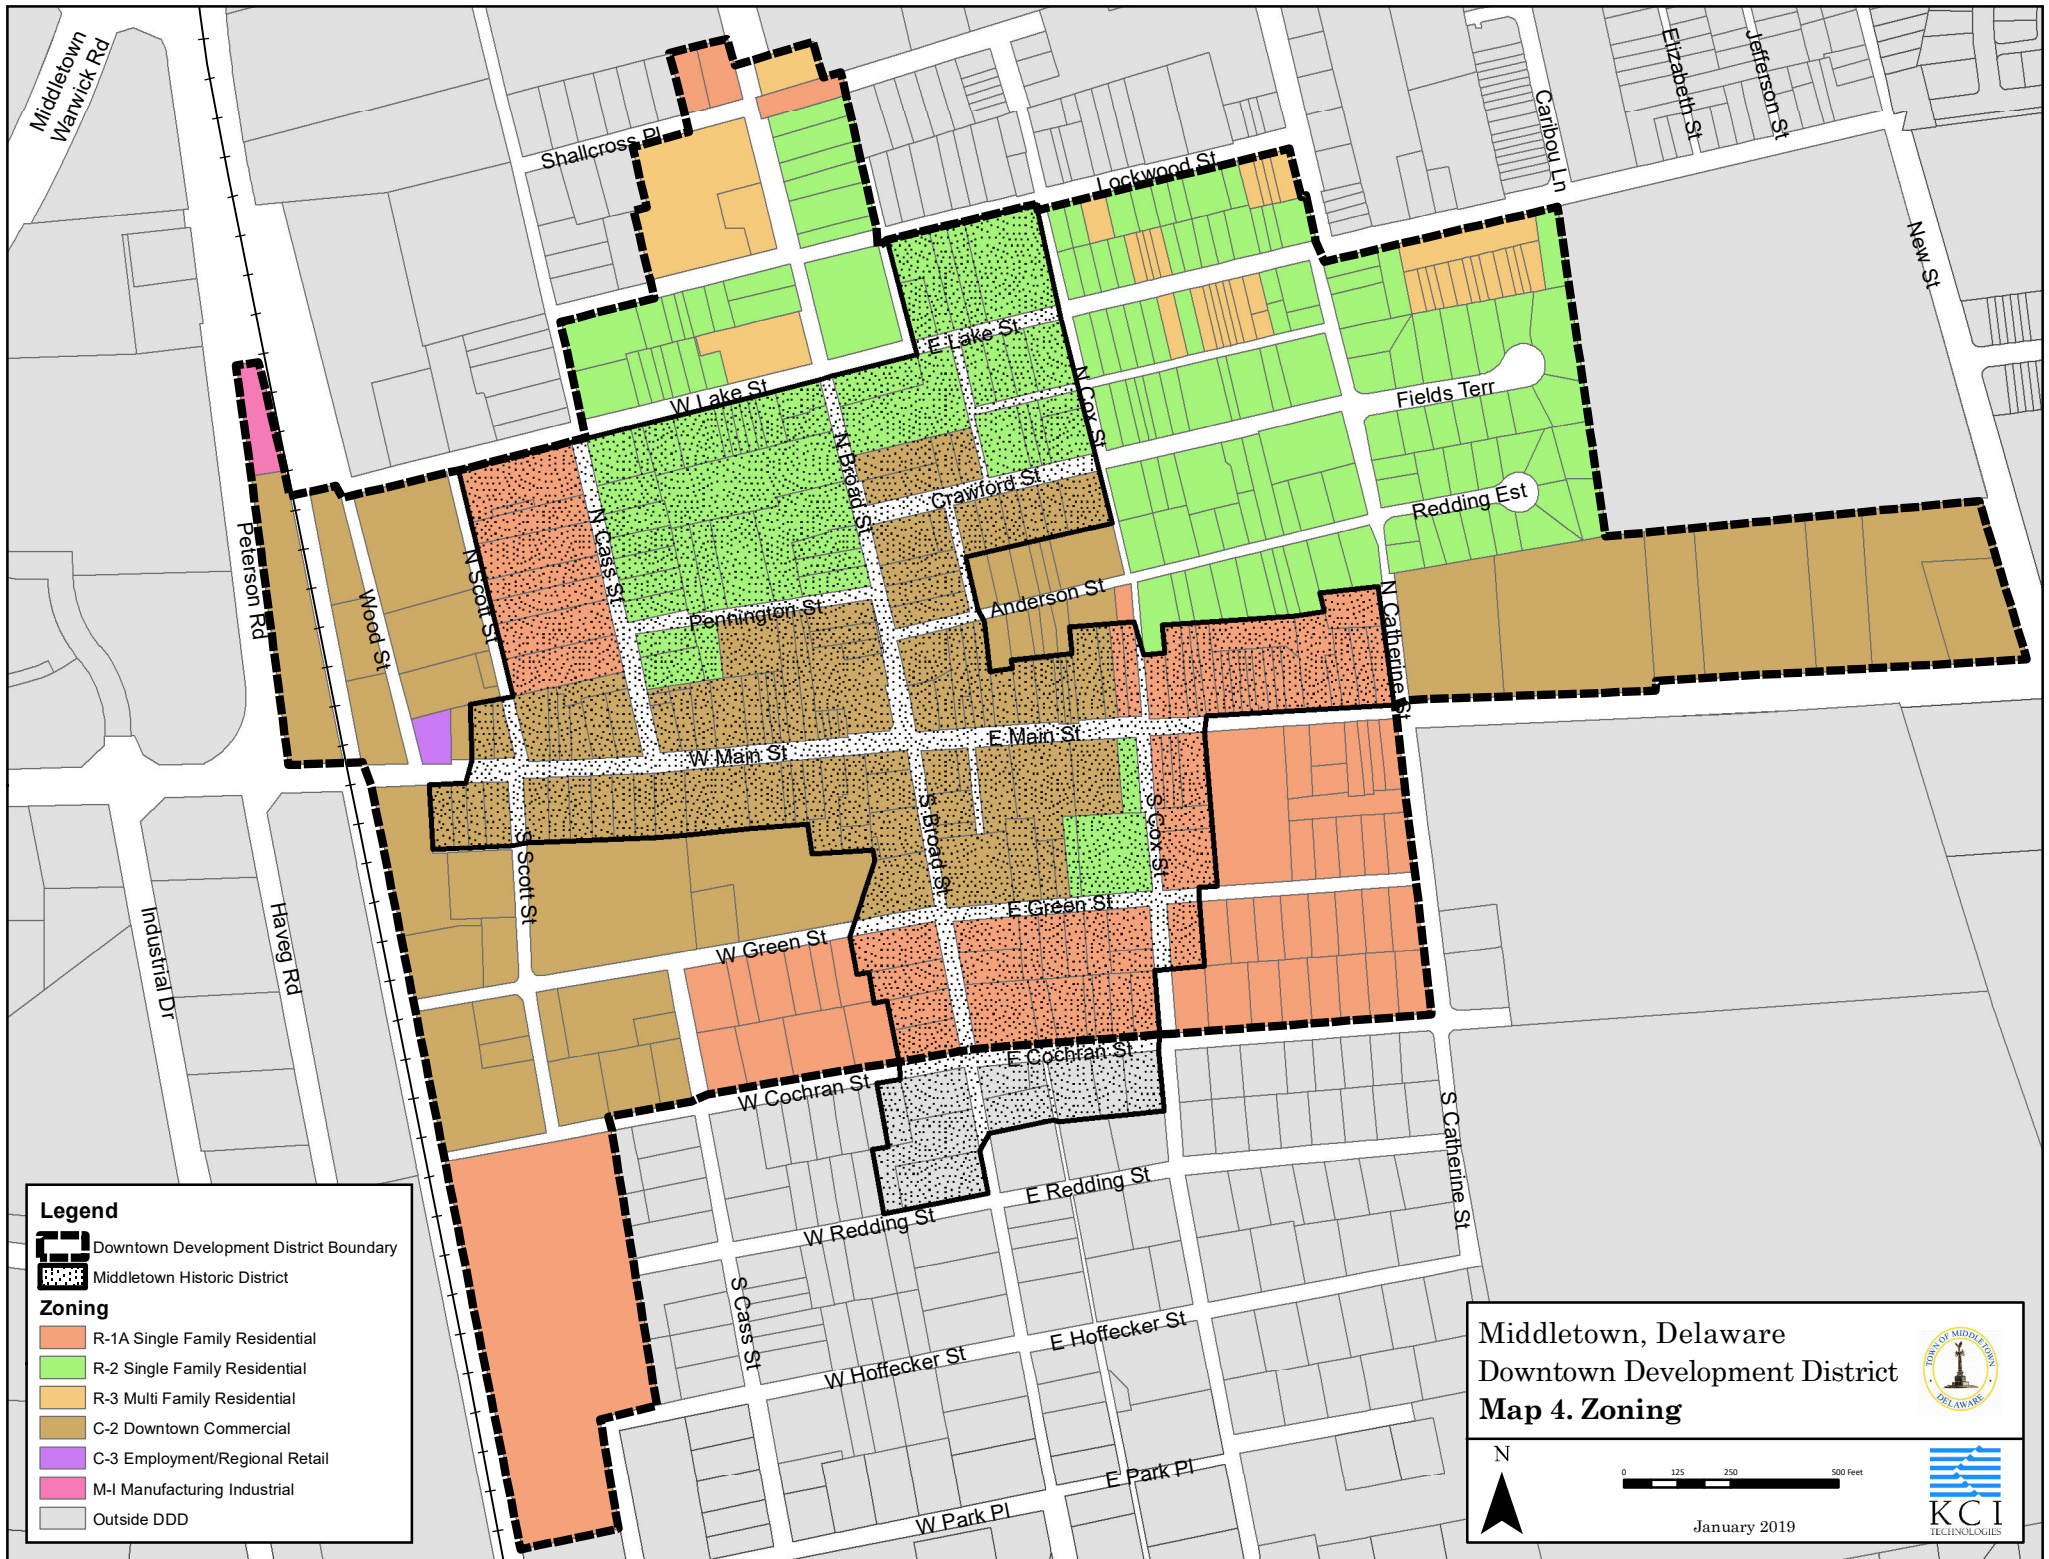 Middletown
Warwick Rd
Shallcross Pl
Lockwood St
Caribou Ln
Elizabeth St
Jefferson St
New St
E Lake St
W Lake St
N Cox St
Fields Terr
N Broad St
Crawford St
Redding Est
Peterson Rd
Wood St
N Scott St
N Cass St
Pennington St
Anderson St
N Catherine St
W Main St
E Main St
S Scott St
S Broad St
S Cox St
E Green St
W Green St
Industrial Dr
Haveg Rd
E Cochran St
W Cochran St
S Catherine St
E Redding St
W Redding St
S Cass St
E Hoffecker St
W Hoffecker St
E Park Pl
W Park Pl
Legend
Downtown Development District Boundary
Middletown Historic District
Zoning
R-1A Single Family Residential
R-2 Single Family Residential
R-3 Multi Family Residential
C-2 Downtown Commercial
C-3 Employment/Regional Retail
M-I Manufacturing Industrial
Outside DDD
Middletown, Delaware
Downtown Development District
Map 4. Zoning
TOWN OF MIDDLETOWN
DELAWARE
N
0 125 250 500 Feet
January 2019
KCI
TECHNOLOGIES